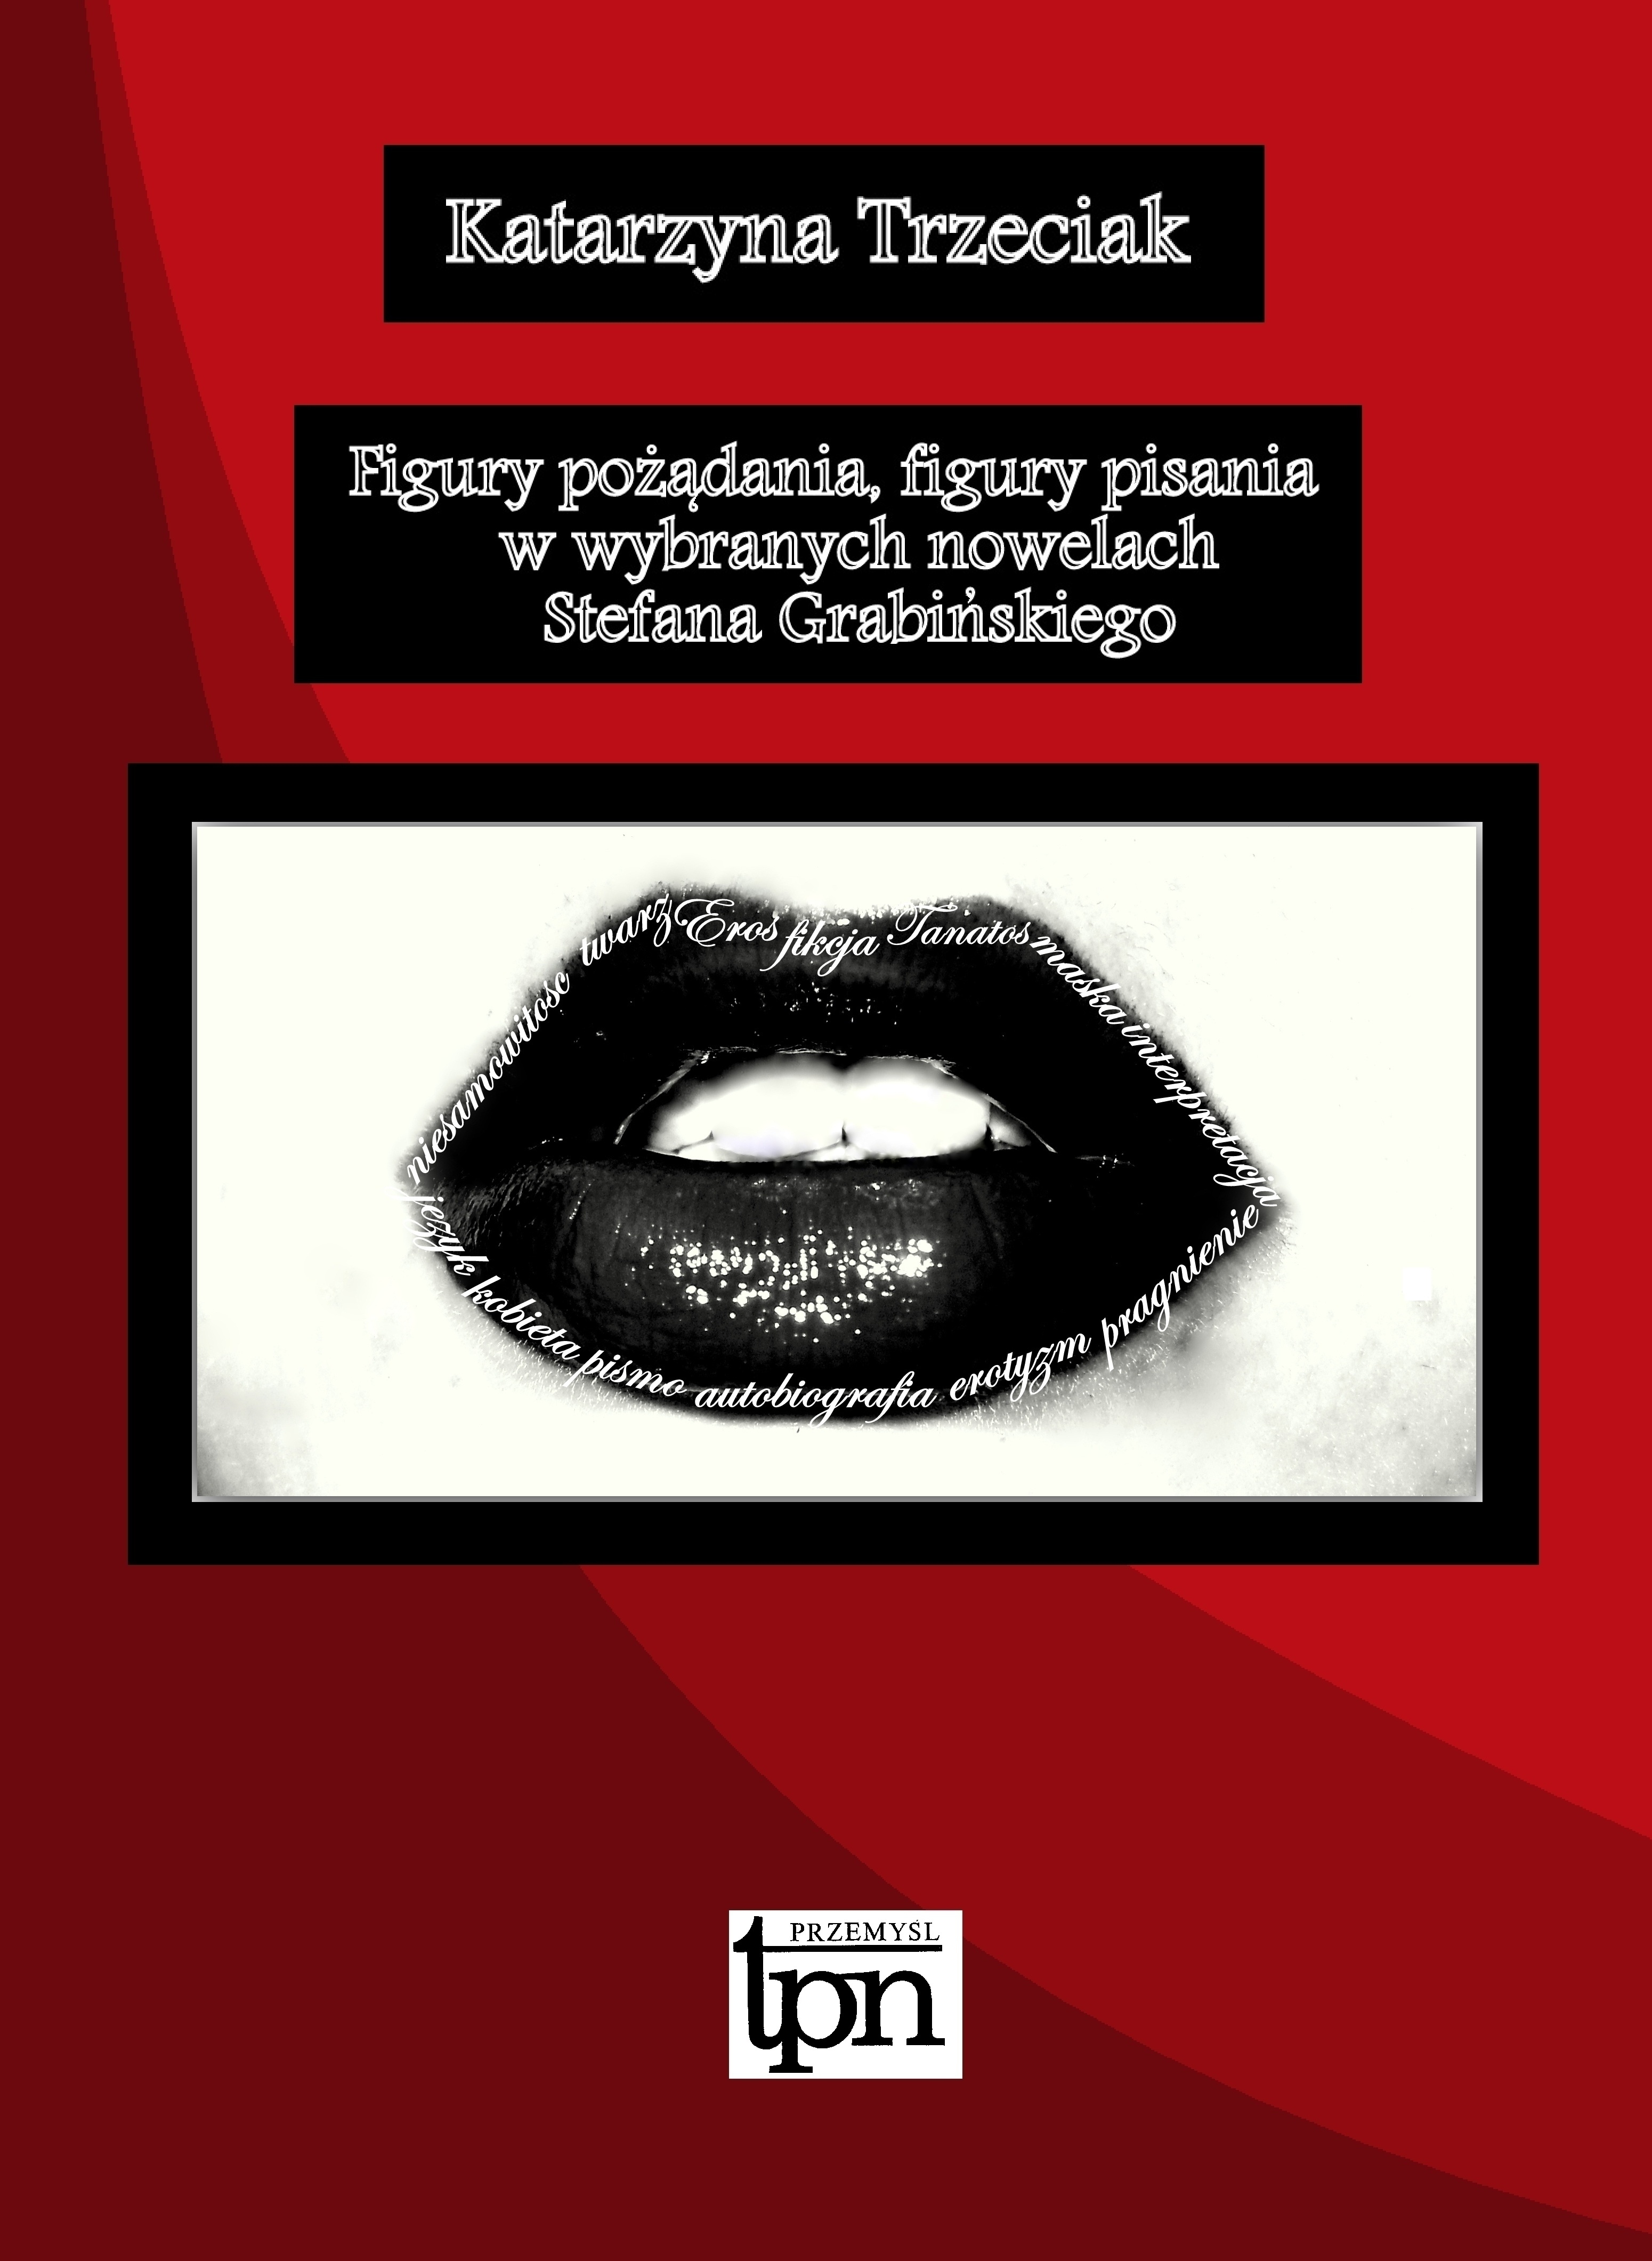 Katarzyna Trzeciak
Figury pożądania, figury pisania
w wybranych nowelach
Stefana Grabińskiego
niesamowitość twarz Eros fikcja Tanatos maska interpretacja
język kobieta pismo autobiografia erotyzm pragnienie
PRZEMYŚL
tpn